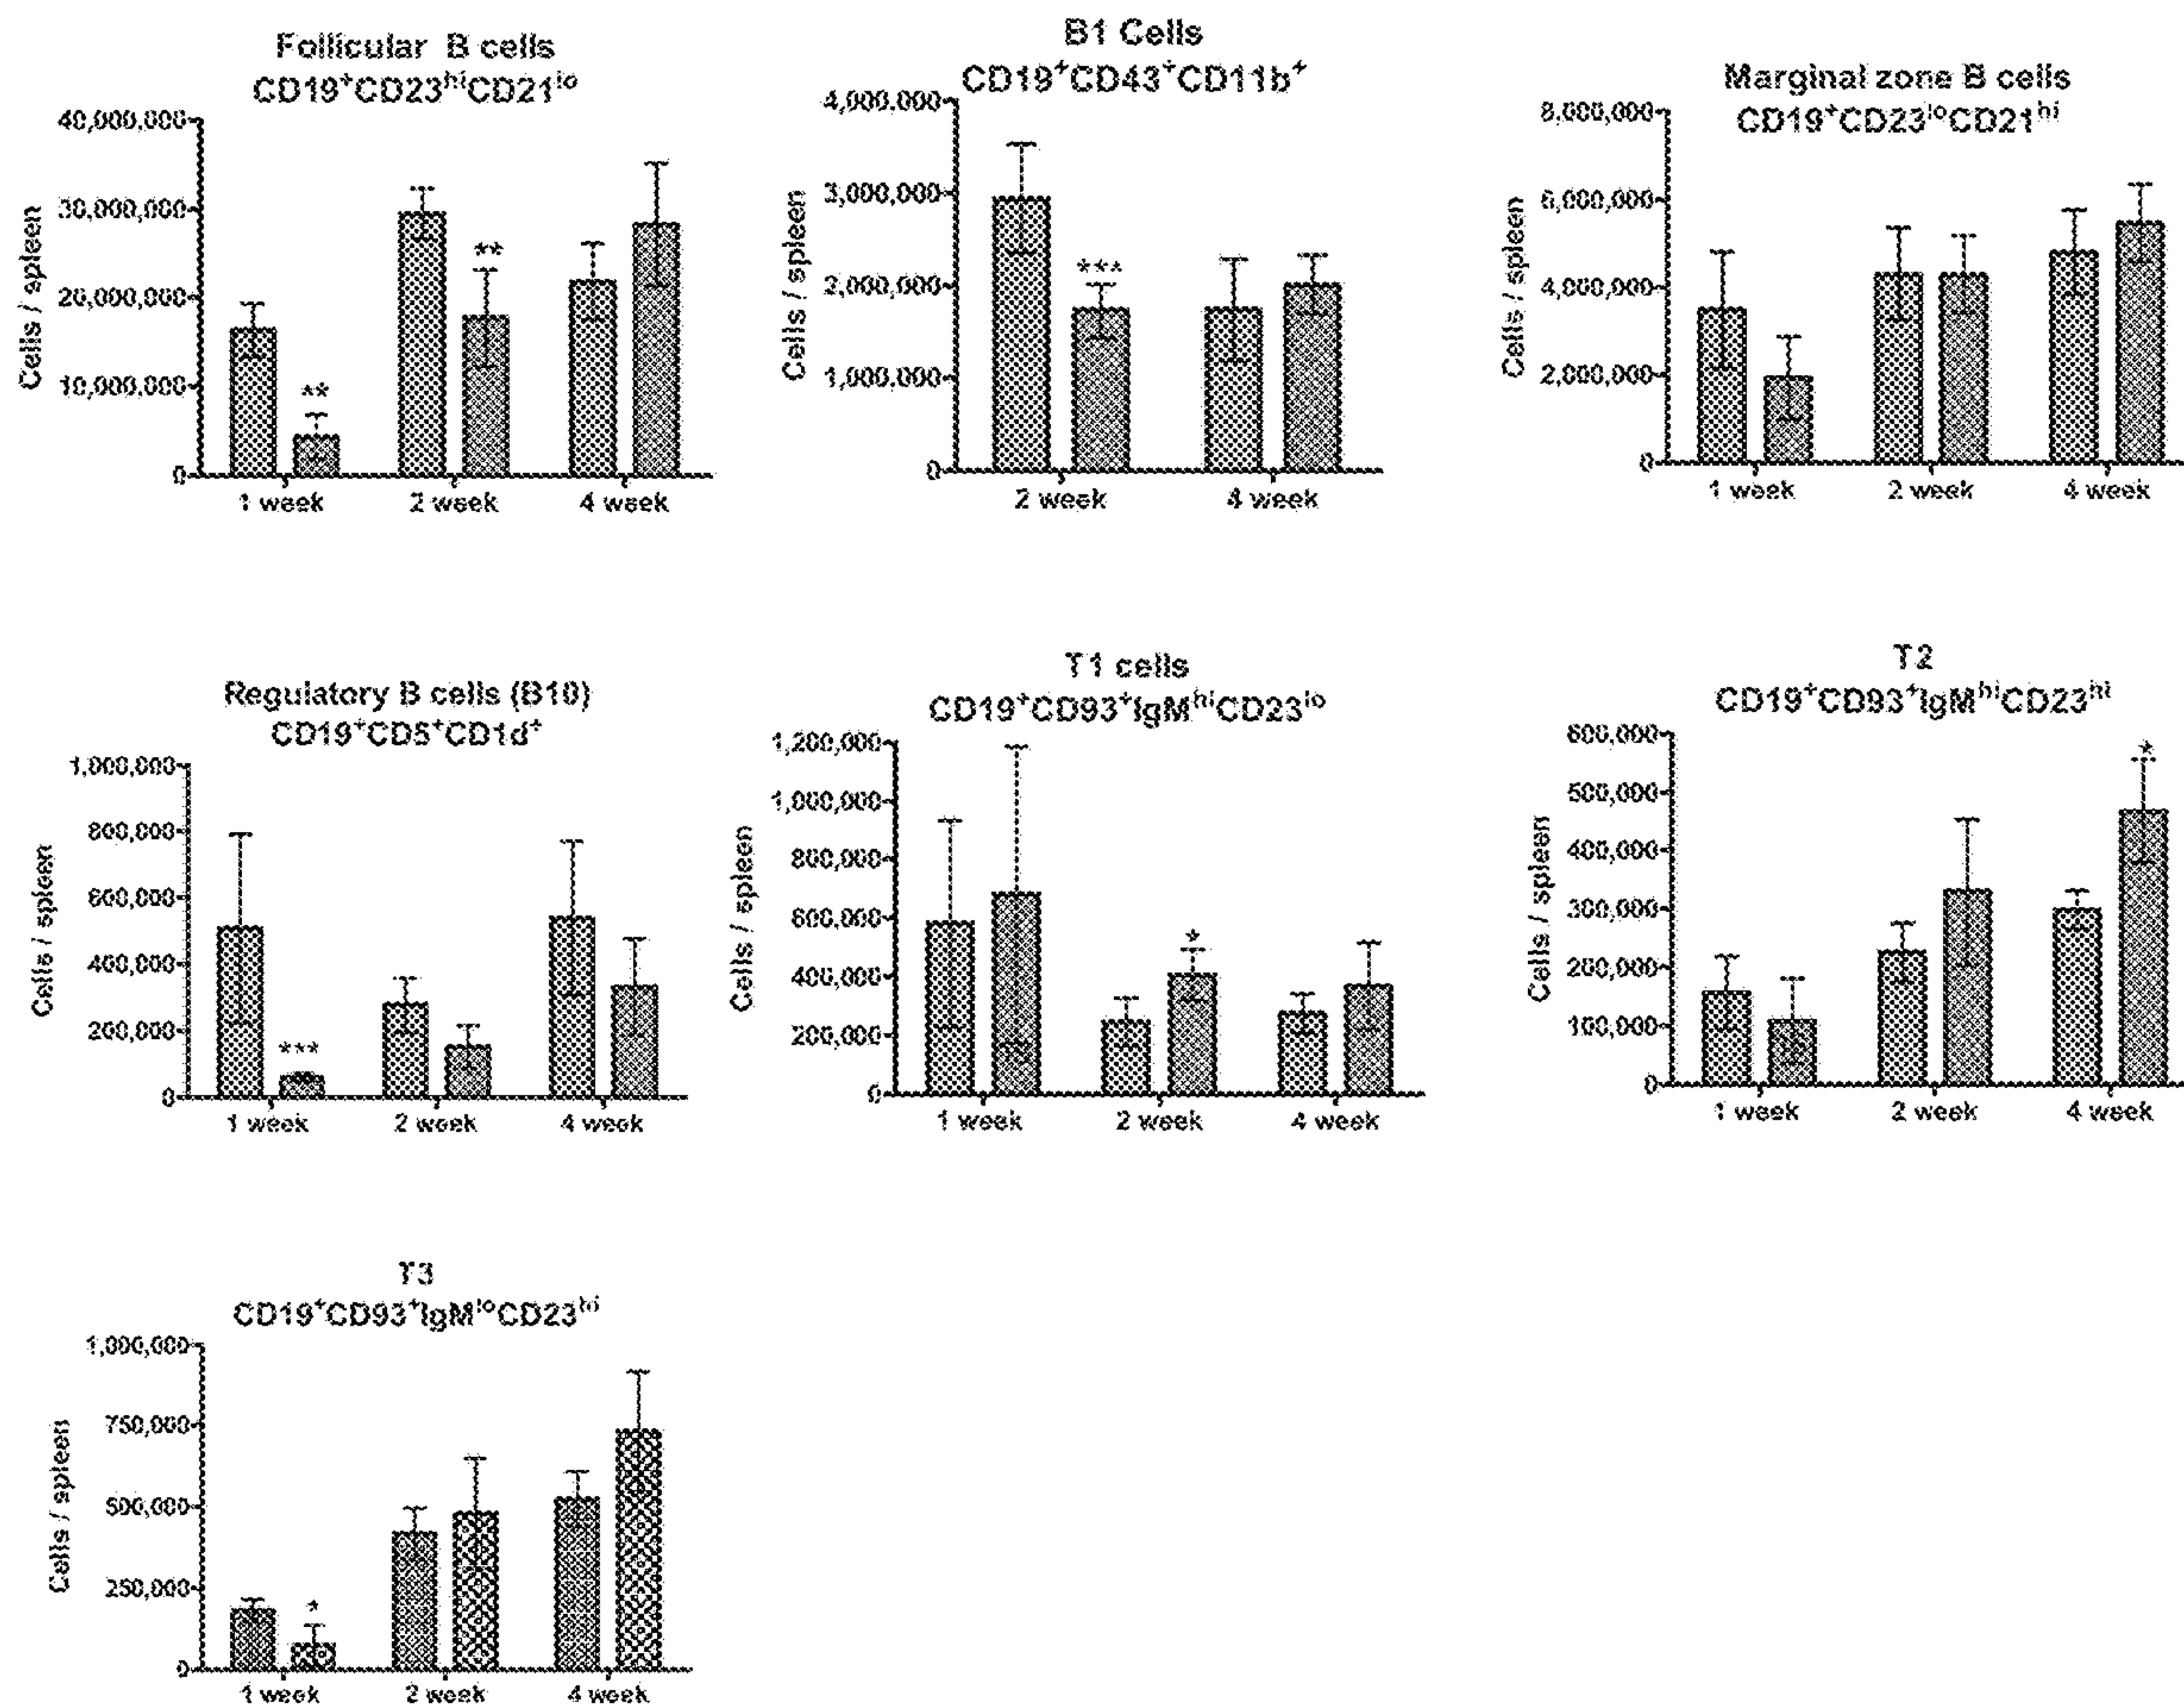 Follicular B cells
CD19⁺CD23ʰⁱCD21ˡᵒ
Cells / spleen
40,000,000
30,000,000
20,000,000
10,000,000
0
**
**
1 week
2 week
4 week
B1 Cells
CD19⁺CD43⁺CD11b⁺
Cells / spleen
4,000,000
3,000,000
2,000,000
1,000,000
0
***
2 week
4 week
Marginal zone B cells
CD19⁺CD23ˡᵒCD21ʰⁱ
Cells / spleen
8,000,000
6,000,000
4,000,000
2,000,000
0
1 week
2 week
4 week
Regulatory B cells (B10)
CD19⁺CD5⁺CD1d⁺
Cells / spleen
1,000,000
800,000
600,000
400,000
200,000
0
***
1 week
2 week
4 week
T1 cells
CD19⁺CD93⁺IgMʰⁱCD23ˡᵒ
Cells / spleen
1,200,000
1,000,000
800,000
600,000
400,000
200,000
0
*
1 week
2 week
4 week
T2
CD19⁺CD93⁺IgMʰⁱCD23ʰⁱ
Cells / spleen
600,000
500,000
400,000
300,000
200,000
100,000
0
*
1 week
2 week
4 week
T3
CD19⁺CD93⁺IgMˡᵒCD23ʰⁱ
Cells / spleen
1,000,000
750,000
500,000
250,000
0
*
1 week
2 week
4 week